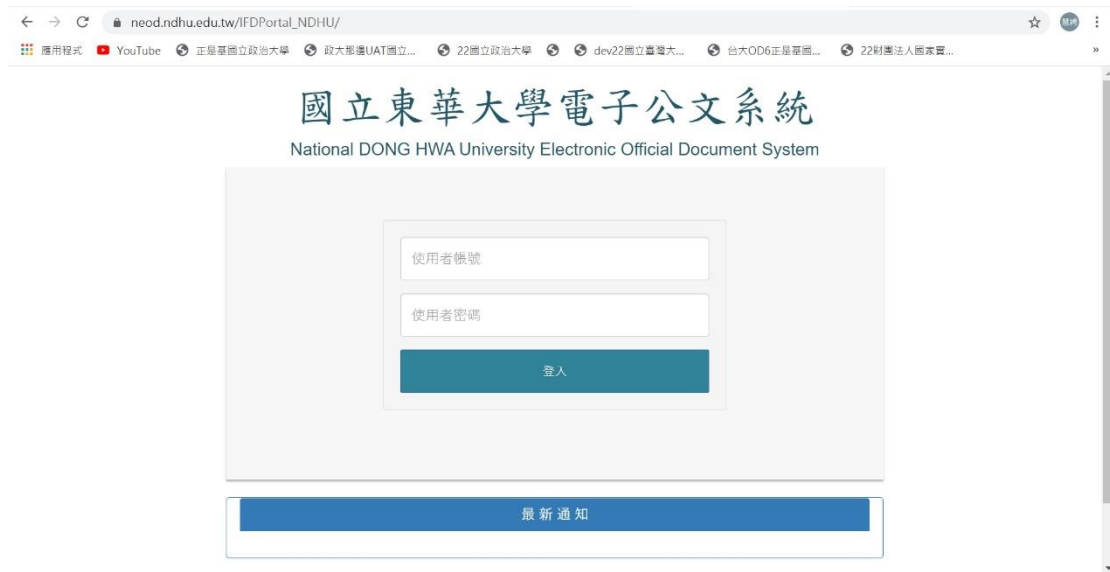 neod.ndhu.edu.tw/IFDPortal_NDHU/
應用程式 YouTube 正是基國立政治大學 政大那邊UAT國立... 22國立政治大學 dev22國立臺灣大... 台大OD6正是基國... 22財團法人國家實... »
國立東華大學電子公文系統
National DONG HWA University Electronic Official Document System
使用者帳號
使用者密碼
登入
最新通知